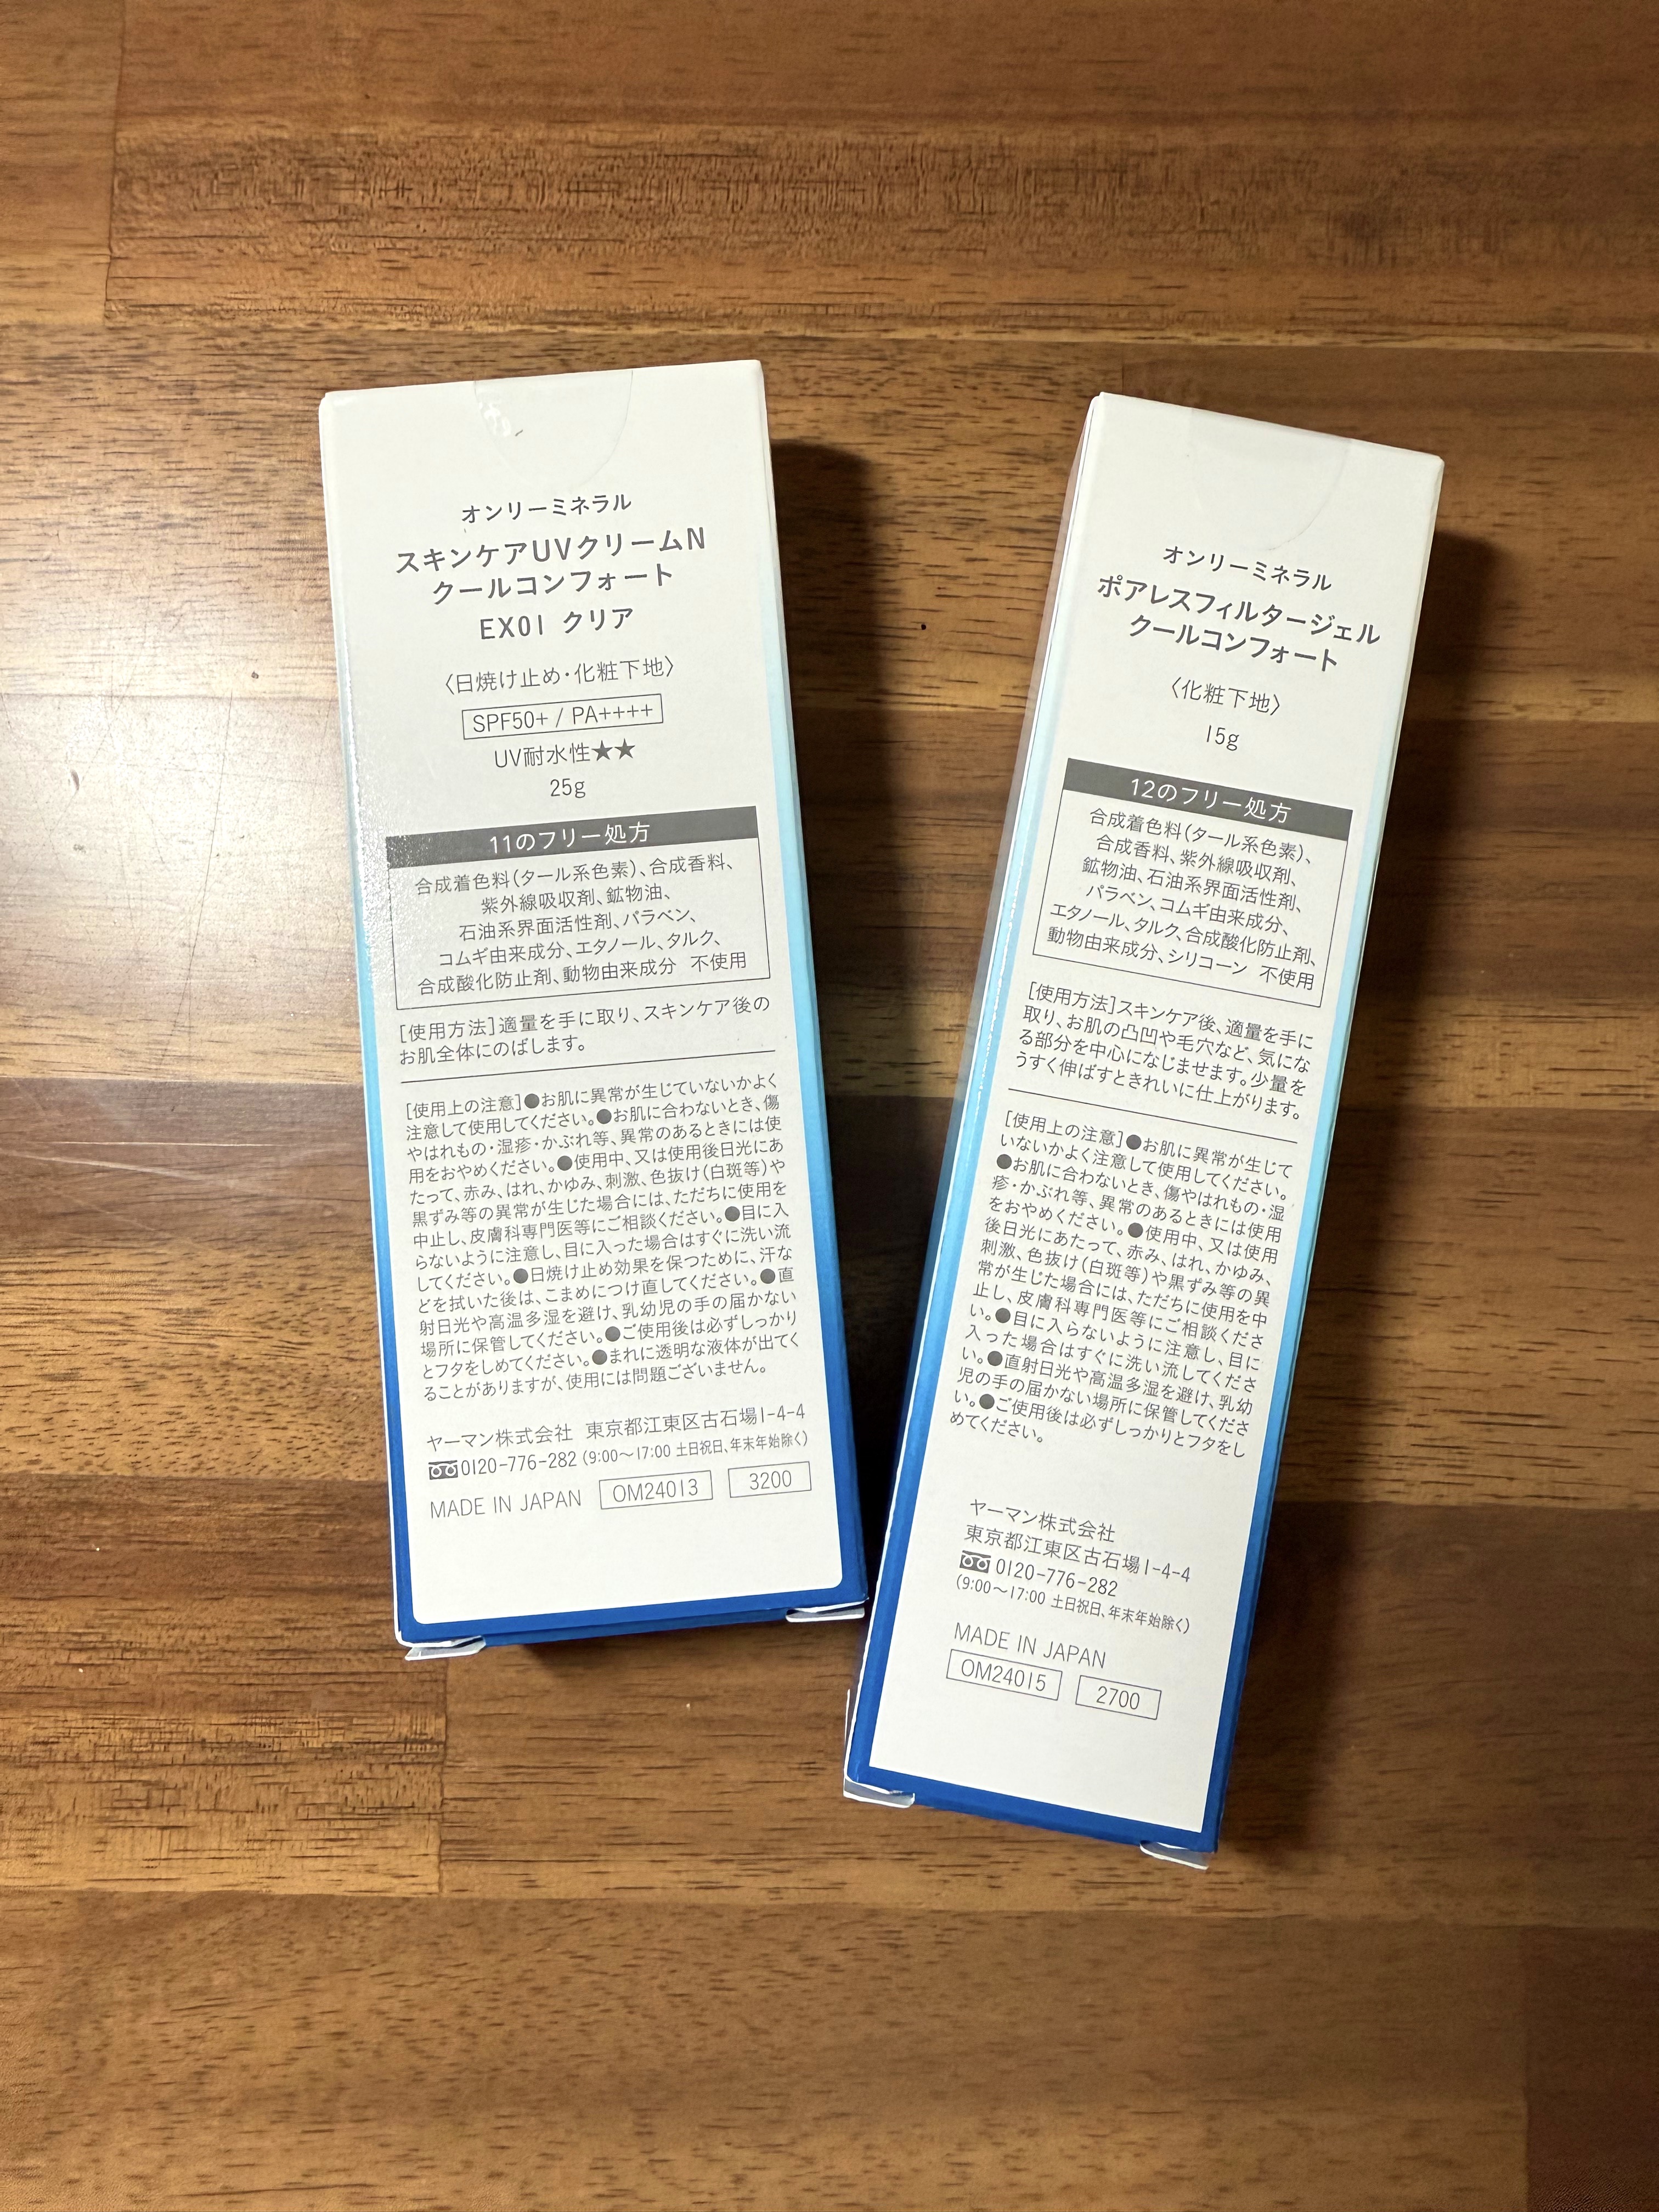 オンリーミネラル
スキンケアUVクリームN
クールコンフォート
EX01 クリア
〈日焼け止め・化粧下地〉
SPF50+ / PA++++
UV耐水性★★
25g
11のフリー処方
合成着色料(タール系色素)、合成香料、
紫外線吸収剤、鉱物油、
石油系界面活性剤、パラベン、
コムギ由来成分、エタノール、タルク、
合成酸化防止剤、動物由来成分 不使用
[使用方法]適量を手に取り、スキンケア後の
お肌全体にのばします。
[使用上の注意]●お肌に異常が生じていないかよく
注意して使用してください。●お肌に合わないとき、傷
やはれもの・湿疹・かぶれ等、異常のあるときには使
用をおやめください。●使用中、又は使用後日光にあ
たって、赤み、はれ、かゆみ、刺激、色抜け(白斑等)や
黒ずみ等の異常が生じた場合には、ただちに使用を
中止し、皮膚科専門医等にご相談ください。●目に入
らないように注意し、目に入った場合はすぐに洗い流
してください。●日焼け止め効果を保つために、汗な
どを拭いた後は、こまめにつけ直してください。●直
射日光や高温多湿を避け、乳幼児の手の届かない
場所に保管してください。●ご使用後は必ずしっかり
とフタをしめてください。●まれに透明な液体が出てく
ることがありますが、使用には問題ございません。
ヤーマン株式会社 東京都江東区古石場1-4-4
0120-776-282 (9:00〜17:00 土日祝日、年末年始除く)
MADE IN JAPAN OM24013 3200
オンリーミネラル
ポアレスフィルタージェル
クールコンフォート
〈化粧下地〉
15g
12のフリー処方
合成着色料(タール系色素)、
合成香料、紫外線吸収剤、
鉱物油、石油系界面活性剤、
パラベン、コムギ由来成分、
エタノール、タルク、合成酸化防止剤、
動物由来成分、シリコーン 不使用
[使用方法]スキンケア後、適量を手に
取り、お肌の凸凹や毛穴など、気にな
る部分を中心になじませます。少量を
うすく伸ばすときれいに仕上がります。
[使用上の注意]●お肌に異常が生じて
いないかよく注意して使用してください。
●お肌に合わないとき、傷やはれもの・湿
疹・かぶれ等、異常のあるときには使用
をおやめください。●使用中、又は使用
後日光にあたって、赤み、はれ、かゆみ、
刺激、色抜け(白斑等)や黒ずみ等の異
常が生じた場合には、ただちに使用を中
止し、皮膚科専門医等にご相談くださ
い。●目に入らないように注意し、目に
入った場合はすぐに洗い流してくださ
い。●直射日光や高温多湿を避け、乳幼
児の手の届かない場所に保管してくださ
い。●ご使用後は必ずしっかりとフタをし
めてください。
ヤーマン株式会社
東京都江東区古石場1-4-4
0120-776-282
(9:00〜17:00 土日祝日、年末年始除く)
MADE IN JAPAN
OM24015 2700